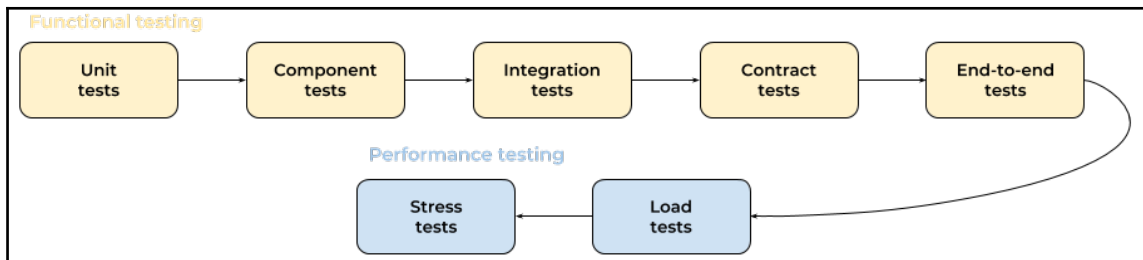 Functional testing
Unit
tests
Component
tests
Integration
tests
Contract
tests
End-to-end
tests
Performance testing
Stress
tests
Load
tests